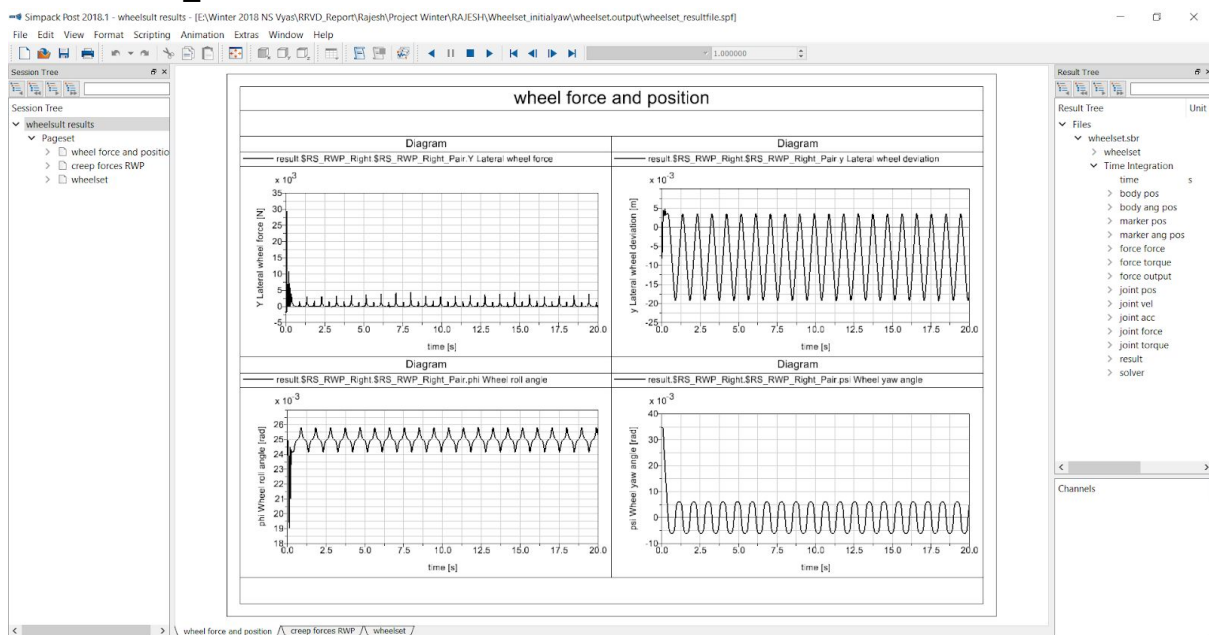 Simpack Post 2018.1 - wheelsult results - [E:\Winter 2018 NS Vyas\RRVD_Report\Rajesh\Project Winter\RAJESH\Wheelset_initialyaw\wheelset.output\wheelset_resultfile.spf]
File Edit View Format Scripting Animation Extras Window Help
1.000000
Session Tree
Session Tree
wheelsult results
Pageset
wheel force and positio
creep forces RWP
wheelset
wheel force and position
Diagram
result.$RS_RWP_Right.$RS_RWP_Right_Pair.Y Lateral wheel force
x 10-3
Y Lateral wheel force [N]
35
30
25
20
15
10
5
0
-5
0.0 2.5 5.0 7.5 10.0 12.5 15.0 17.5 20.0
time [s]
Diagram
result.$RS_RWP_Right.$RS_RWP_Right_Pair.y Lateral wheel deviation
x 10-3
y Lateral wheel deviation [m]
5
0
-5
-10
-15
-20
-25
0.0 2.5 5.0 7.5 10.0 12.5 15.0 17.5 20.0
time [s]
Diagram
result.$RS_RWP_Right.$RS_RWP_Right_Pair.phi Wheel roll angle
x 10-3
phi Wheel roll angle [rad]
26
25
24
23
22
21
20
19
18
0.0 2.5 5.0 7.5 10.0 12.5 15.0 17.5 20.0
time [s]
Diagram
result.$RS_RWP_Right.$RS_RWP_Right_Pair.psi Wheel yaw angle
x 10-3
psi Wheel yaw angle [rad]
40
30
20
10
0
-10
0.0 2.5 5.0 7.5 10.0 12.5 15.0 17.5 20.0
time [s]
wheel force and position creep forces RWP wheelset
Result Tree
Result Tree Unit
Files
wheelset.sbr
wheelset
Time Integration
time s
body pos
body ang pos
marker pos
marker ang pos
force force
force torque
force output
joint pos
joint vel
joint acc
joint force
joint torque
result
solver
Channels